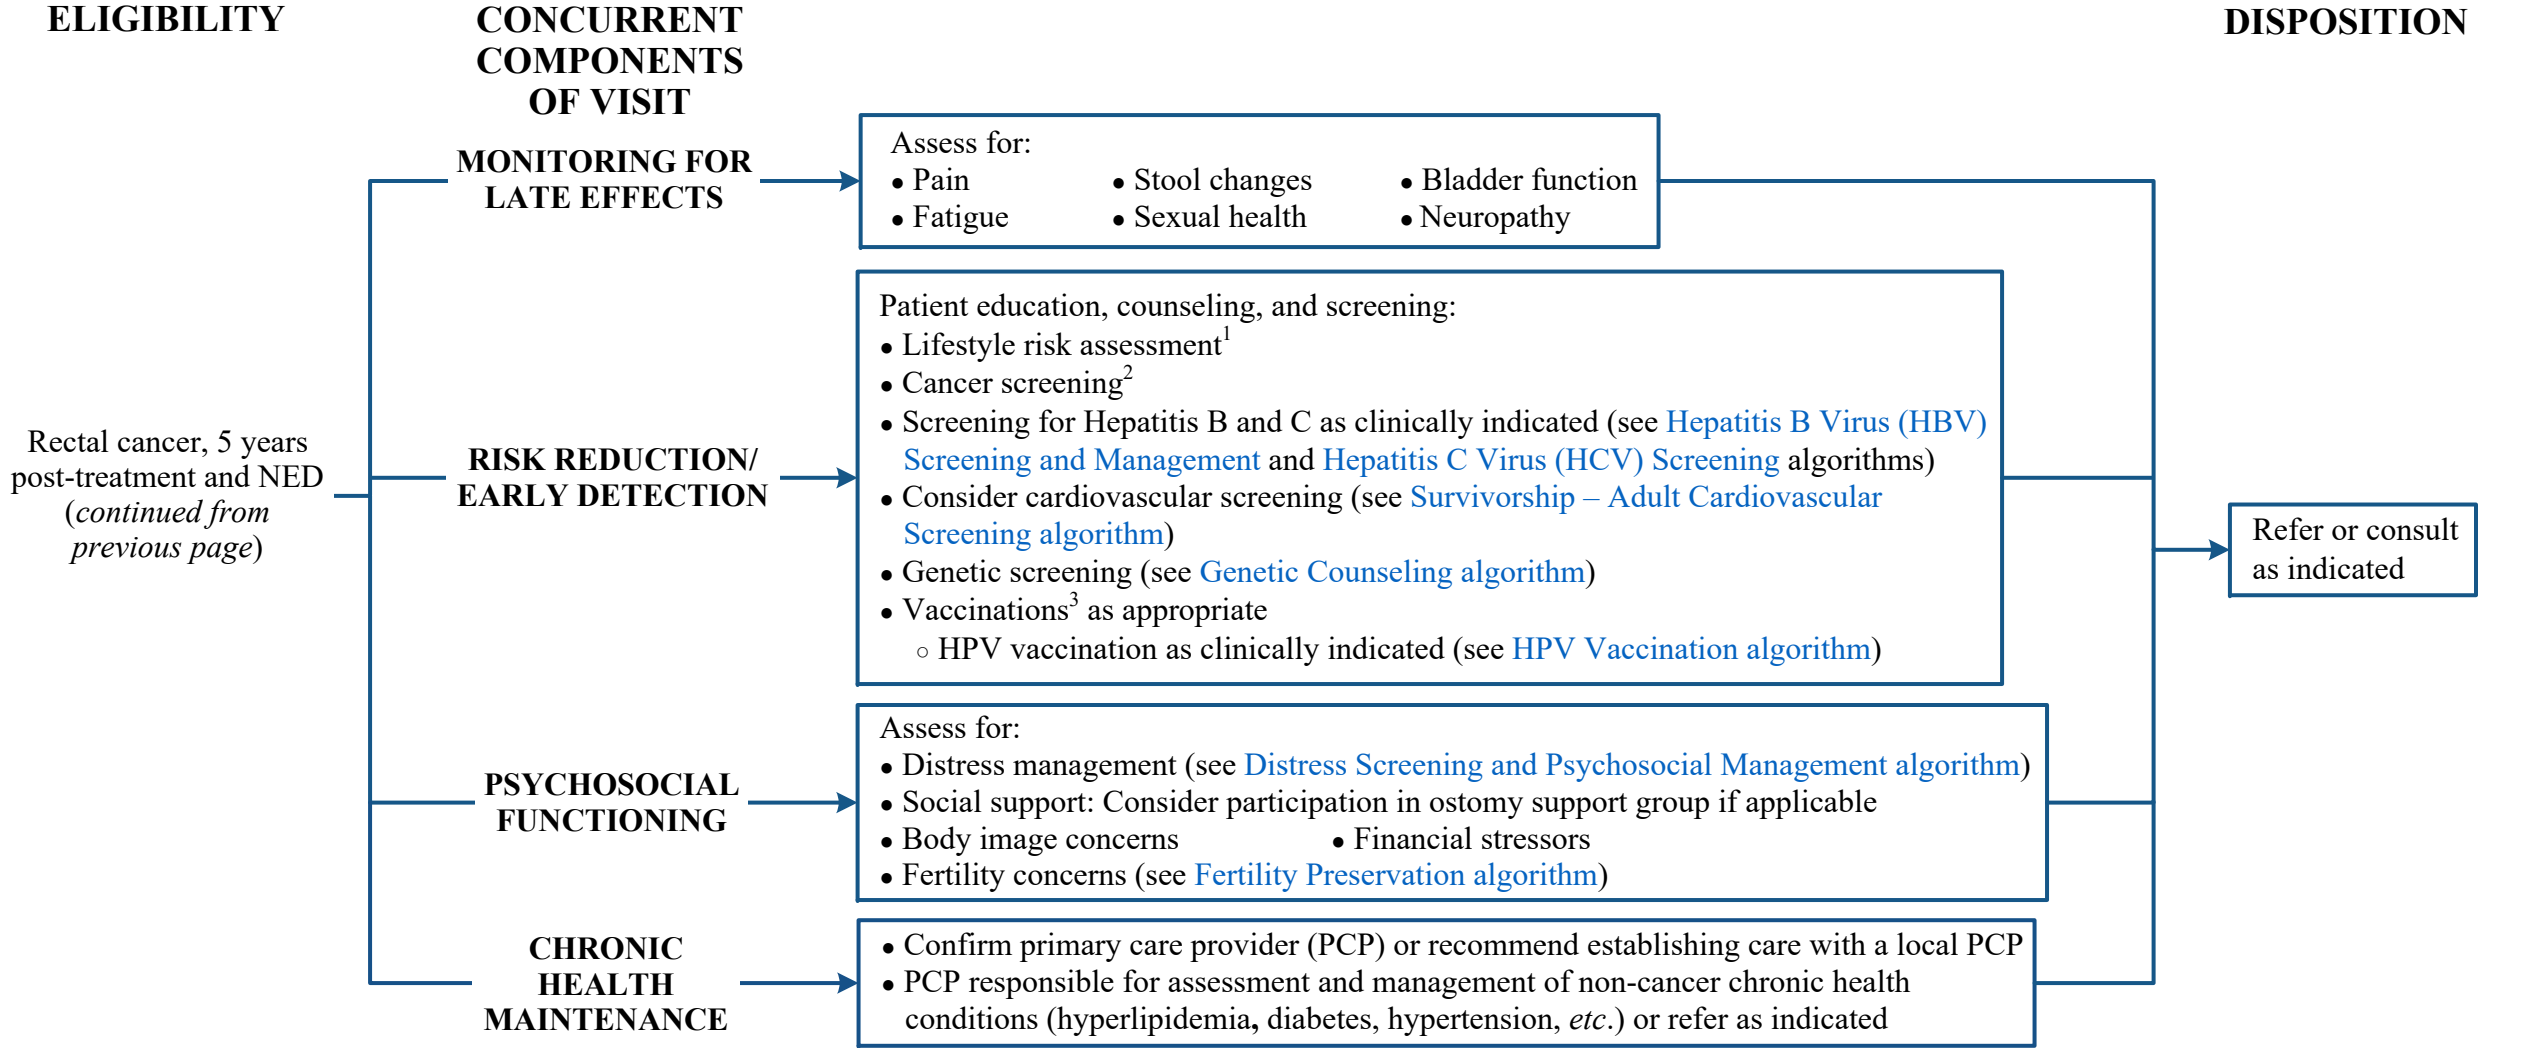 ELIGIBILITY
CONCURRENT
COMPONENTS
OF VISIT
DISPOSITION
Rectal cancer, 5 years
post-treatment and NED
(continued from
previous page)
MONITORING FOR
LATE EFFECTS
Assess for:
● Pain ● Stool changes ● Bladder function
● Fatigue ● Sexual health ● Neuropathy
RISK REDUCTION/
EARLY DETECTION
Patient education, counseling, and screening:
● Lifestyle risk assessment1
● Cancer screening2
● Screening for Hepatitis B and C as clinically indicated (see Hepatitis B Virus (HBV)
Screening and Management and Hepatitis C Virus (HCV) Screening algorithms)
● Consider cardiovascular screening (see Survivorship – Adult Cardiovascular
Screening algorithm)
● Genetic screening (see Genetic Counseling algorithm)
● Vaccinations3 as appropriate
○ HPV vaccination as clinically indicated (see HPV Vaccination algorithm)
PSYCHOSOCIAL
FUNCTIONING
Assess for:
● Distress management (see Distress Screening and Psychosocial Management algorithm)
● Social support: Consider participation in ostomy support group if applicable
● Body image concerns ● Financial stressors
● Fertility concerns (see Fertility Preservation algorithm)
CHRONIC
HEALTH
MAINTENANCE
● Confirm primary care provider (PCP) or recommend establishing care with a local PCP
● PCP responsible for assessment and management of non-cancer chronic health
conditions (hyperlipidemia, diabetes, hypertension, etc.) or refer as indicated
Refer or consult
as indicated